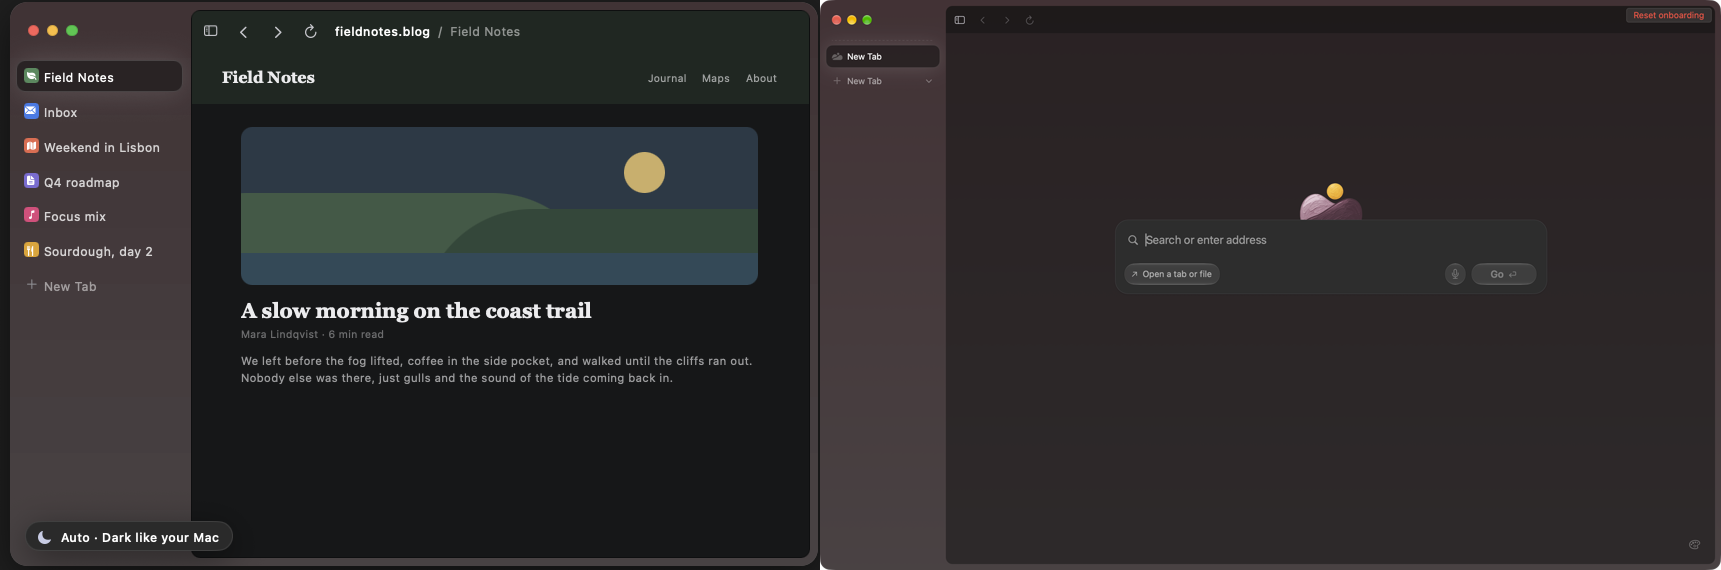 fieldnotes.blog / Field Notes
Field Notes
Inbox
Weekend in Lisbon
Q4 roadmap
Focus mix
Sourdough, day 2
New Tab
Field Notes
Journal Maps About
A slow morning on the coast trail
Mara Lindqvist · 6 min read
We left before the fog lifted, coffee in the side pocket, and walked until the cliffs ran out.
Nobody else was there, just gulls and the sound of the tide coming back in.
Auto · Dark like your Mac
Reset onboarding
New Tab
New Tab
Search or enter address
Open a tab or file
Go